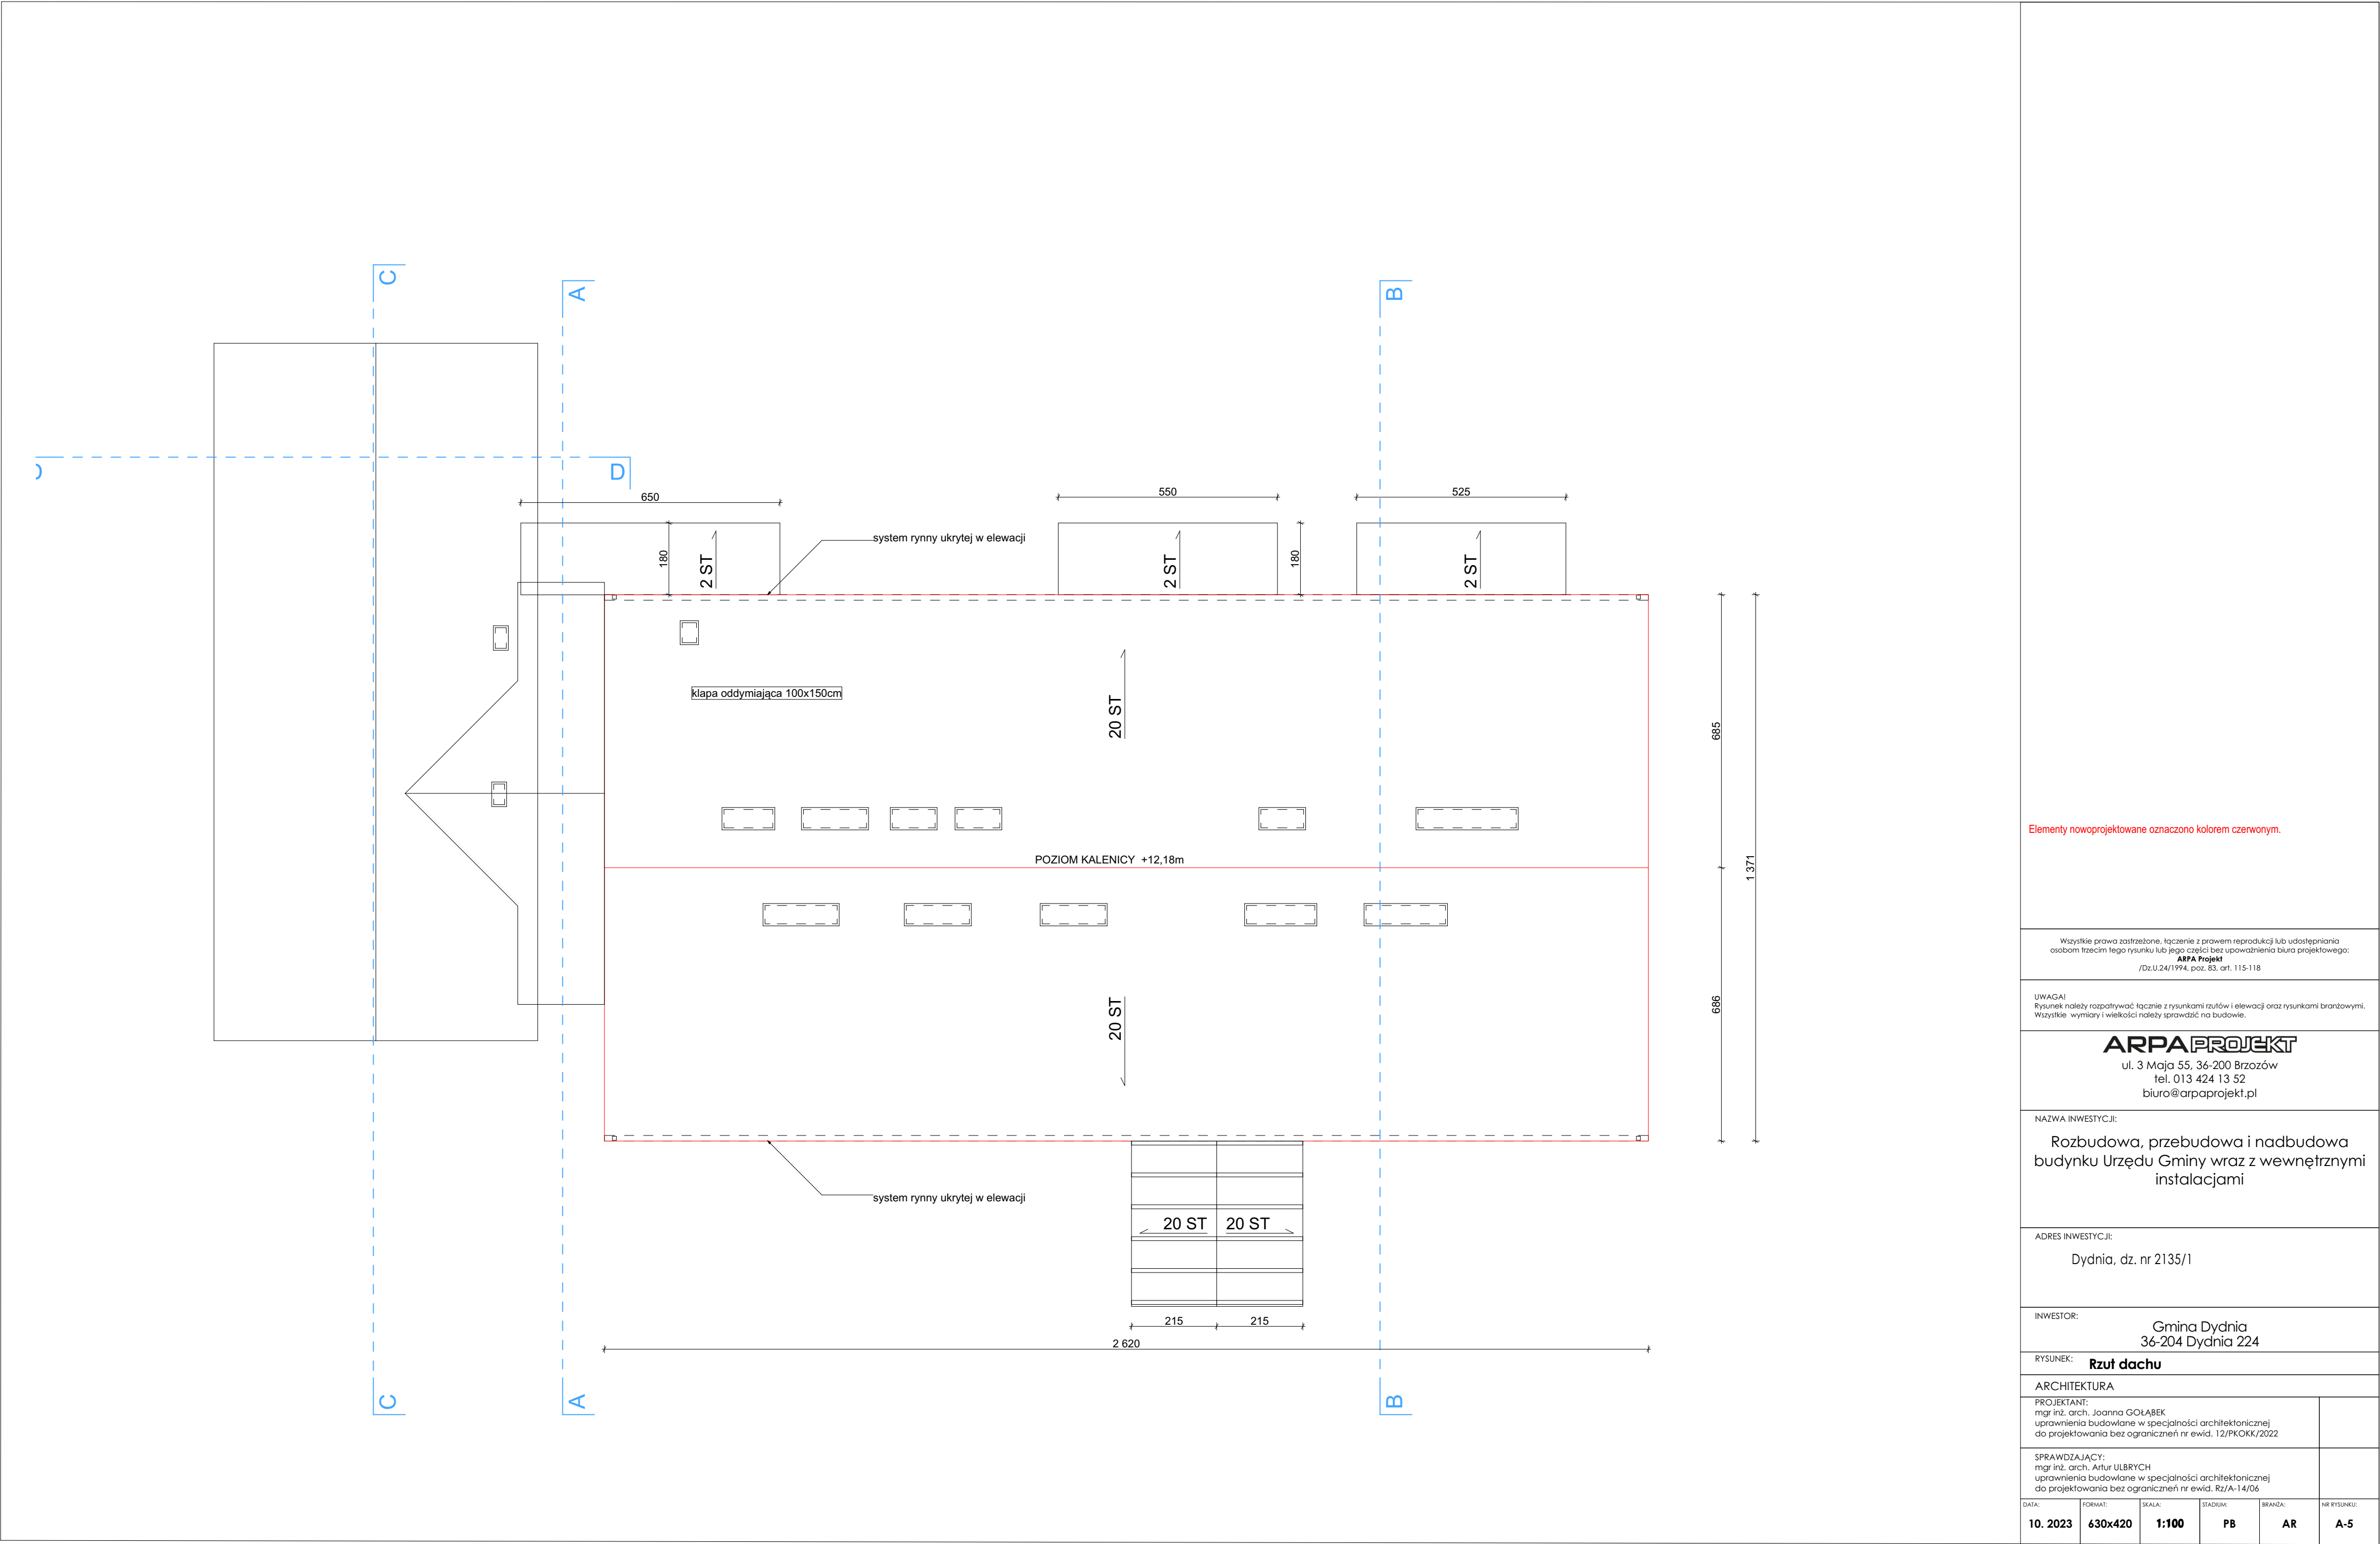 C
A
B
D
650
550
525
system rynny ukrytej w elewacji
180
2 ST
2 ST
180
2 ST
klapa oddymiająca 100x150cm
20 ST
685
POZIOM KALENICY +12,18m
1 371
20 ST
686
system rynny ukrytej w elewacji
20 ST 20 ST
215 215
2 620
C
A
B
Elementy nowoprojektowane oznaczono kolorem czerwonym.
Wszystkie prawa zastrzeżone, łączenie z prawem reprodukcji lub udostępniania
osobom trzecim tego rysunku lub jego części bez upoważnienia biura projektowego:
ARPA Projekt
/Dz.U.24/1994, poz. 83, art. 115-118
UWAGA!
Rysunek należy rozpatrywać łącznie z rysunkami rzutów i elewacji oraz rysunkami branżowymi.
Wszystkie wymiary i wielkości należy sprawdzić na budowie.
ARPAPROJEKT
ul. 3 Maja 55, 36-200 Brzozów
tel. 013 424 13 52
biuro@arpaprojekt.pl
NAZWA INWESTYCJI:
Rozbudowa, przebudowa i nadbudowa
budynku Urzędu Gminy wraz z wewnętrznymi
instalacjami
ADRES INWESTYCJI:
Dydnia, dz. nr 2135/1
INWESTOR:
Gmina Dydnia
36-204 Dydnia 224
RYSUNEK: Rzut dachu
ARCHITEKTURA
PROJEKTANT:
mgr inż. arch. Joanna GOŁĄBEK
uprawnienia budowlane w specjalności architektonicznej
do projektowania bez ograniczneń nr ewid. 12/PKOKK/2022
SPRAWDZAJĄCY:
mgr inż. arch. Artur ULBRYCH
uprawnienia budowlane w specjalności architektonicznej
do projektowania bez ograniczneń nr ewid. Rz/A-14/06
DATA: FORMAT: SKALA: STADIUM: BRANŻA: NR RYSUNKU:
10. 2023 630x420 1:100 PB AR A-5